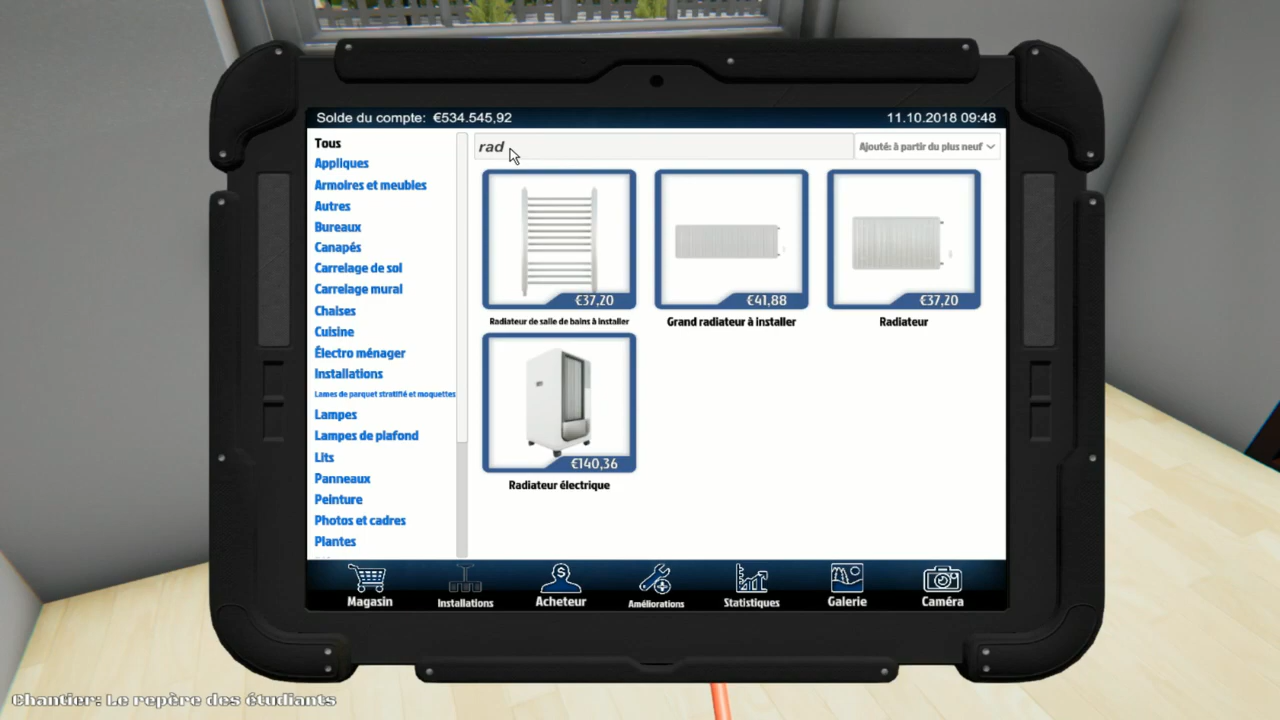 Solde du compte: €534.545,92
11.10.2018 09:48
Tous
Appliques
Armoires et meubles
Autres
Bureaux
Canapés
Carrelage de sol
Carrelage mural
Chaises
Cuisine
Électro ménager
Installations
Lames de parquet stratifié et moquettes
Lampes
Lampes de plafond
Lits
Panneaux
Peinture
Photos et cadres
Plantes
rad
Ajouté: à partir du plus neuf
€37,20
Radiateur de salle de bains à installer
€41,88
Grand radiateur à installer
€37,20
Radiateur
€140,36
Radiateur électrique
Magasin
Installations
Acheteur
Améliorations
Statistiques
Galerie
Caméra
Chantier: Le repère des étudiants